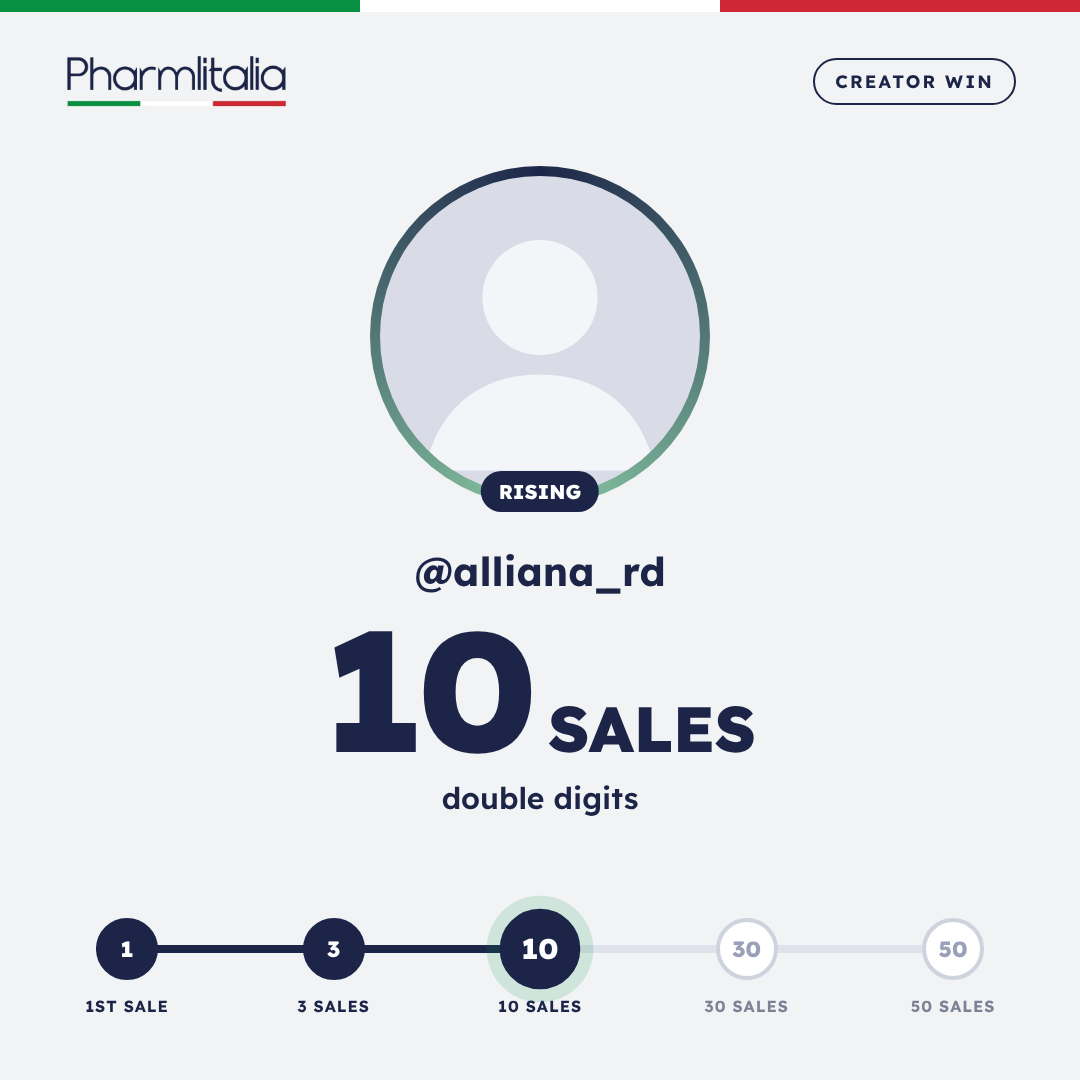 PharmItalia
CREATOR WIN
RISING
@alliana_rd
10 SALES
double digits
1 3 10 30 50
1ST SALE 3 SALES 10 SALES 30 SALES 50 SALES